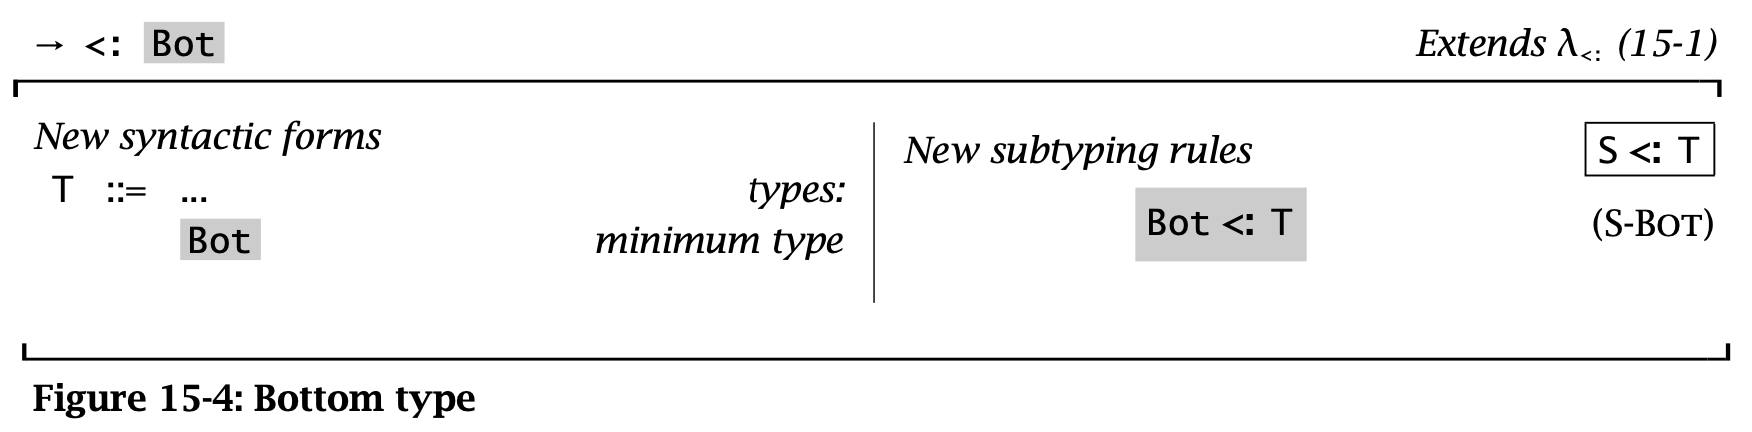 → <: Bot Extends λ<: (15-1)
New syntactic forms
T ::= ... types:
Bot minimum type
New subtyping rules S <: T
Bot <: T (S-BOT)
Figure 15-4: Bottom type